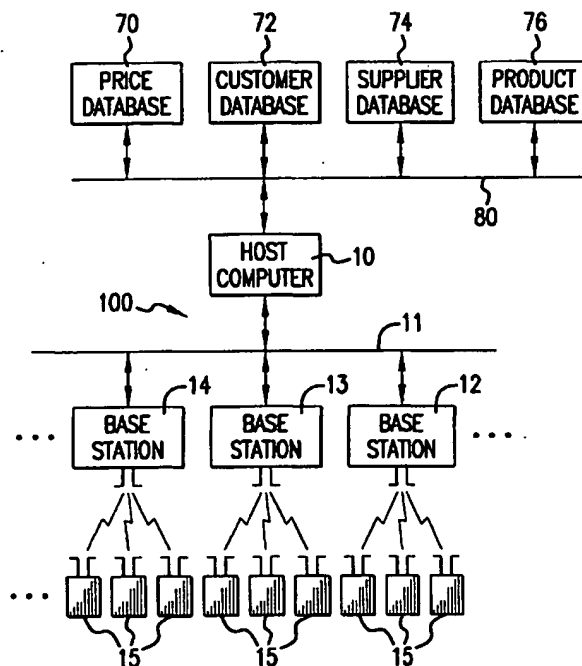 70 72 74 76
PRICE DATABASE
CUSTOMER DATABASE
SUPPLIER DATABASE
PRODUCT DATABASE
80
HOST COMPUTER
10
100
11
14 13 12
BASE STATION
BASE STATION
BASE STATION
15 15 15